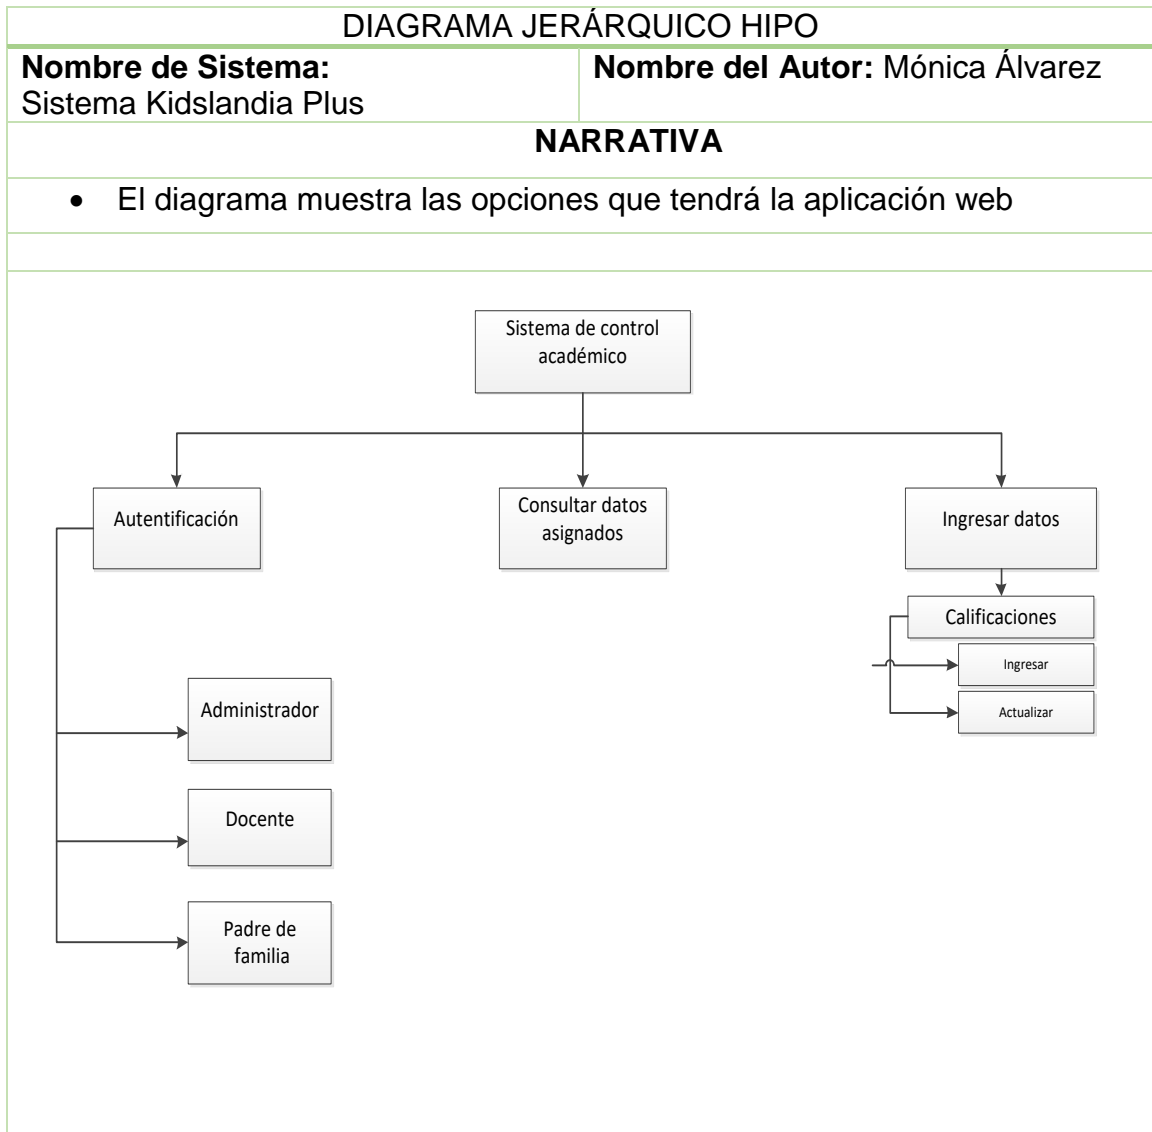 DIAGRAMA JERÁRQUICO HIPO
Nombre de Sistema:
Sistema Kidslandia Plus
Nombre del Autor: Mónica Álvarez
NARRATIVA
• El diagrama muestra las opciones que tendrá la aplicación web
Sistema de control
académico
Autentificación
Consultar datos
asignados
Ingresar datos
Calificaciones
Ingresar
Actualizar
Administrador
Docente
Padre de
familia